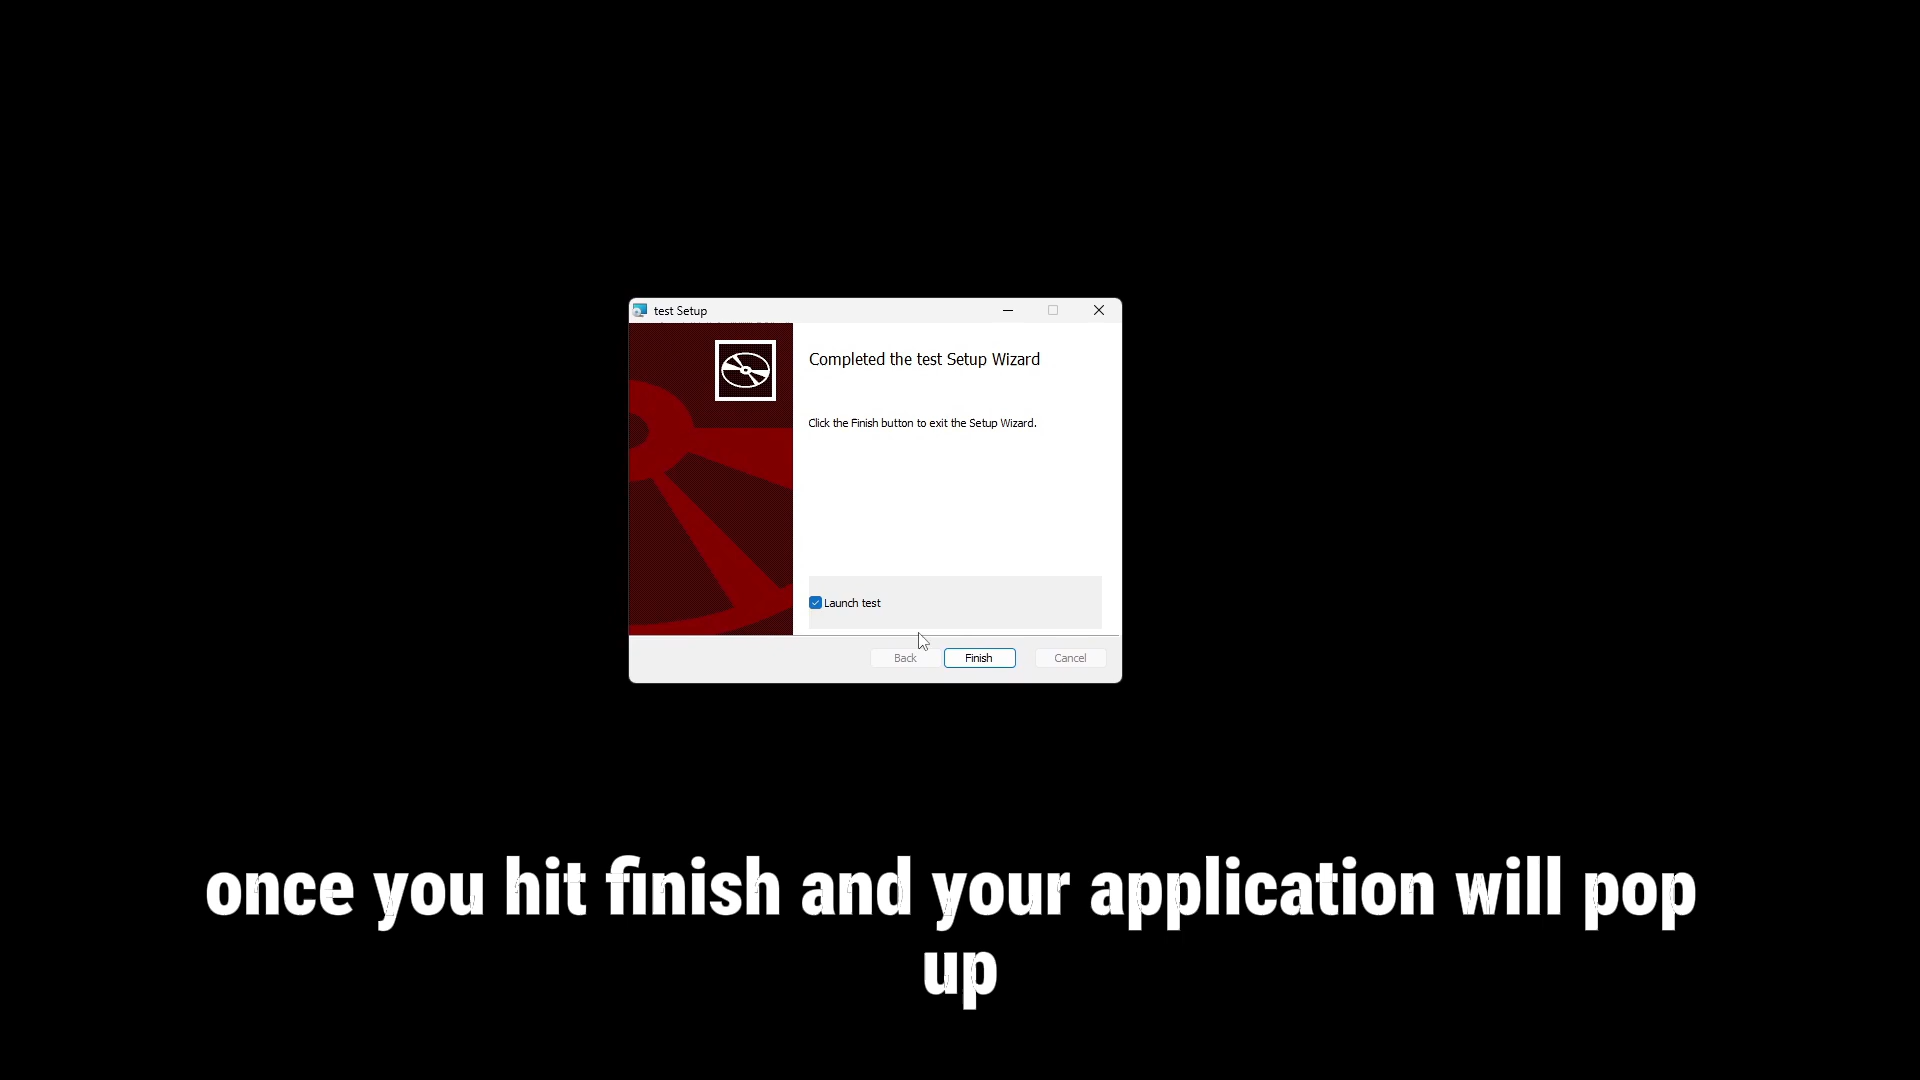 test Setup
Completed the test Setup Wizard
Click the Finish button to exit the Setup Wizard.
Launch test
Back Finish Cancel
once you hit finish and your application will pop
up